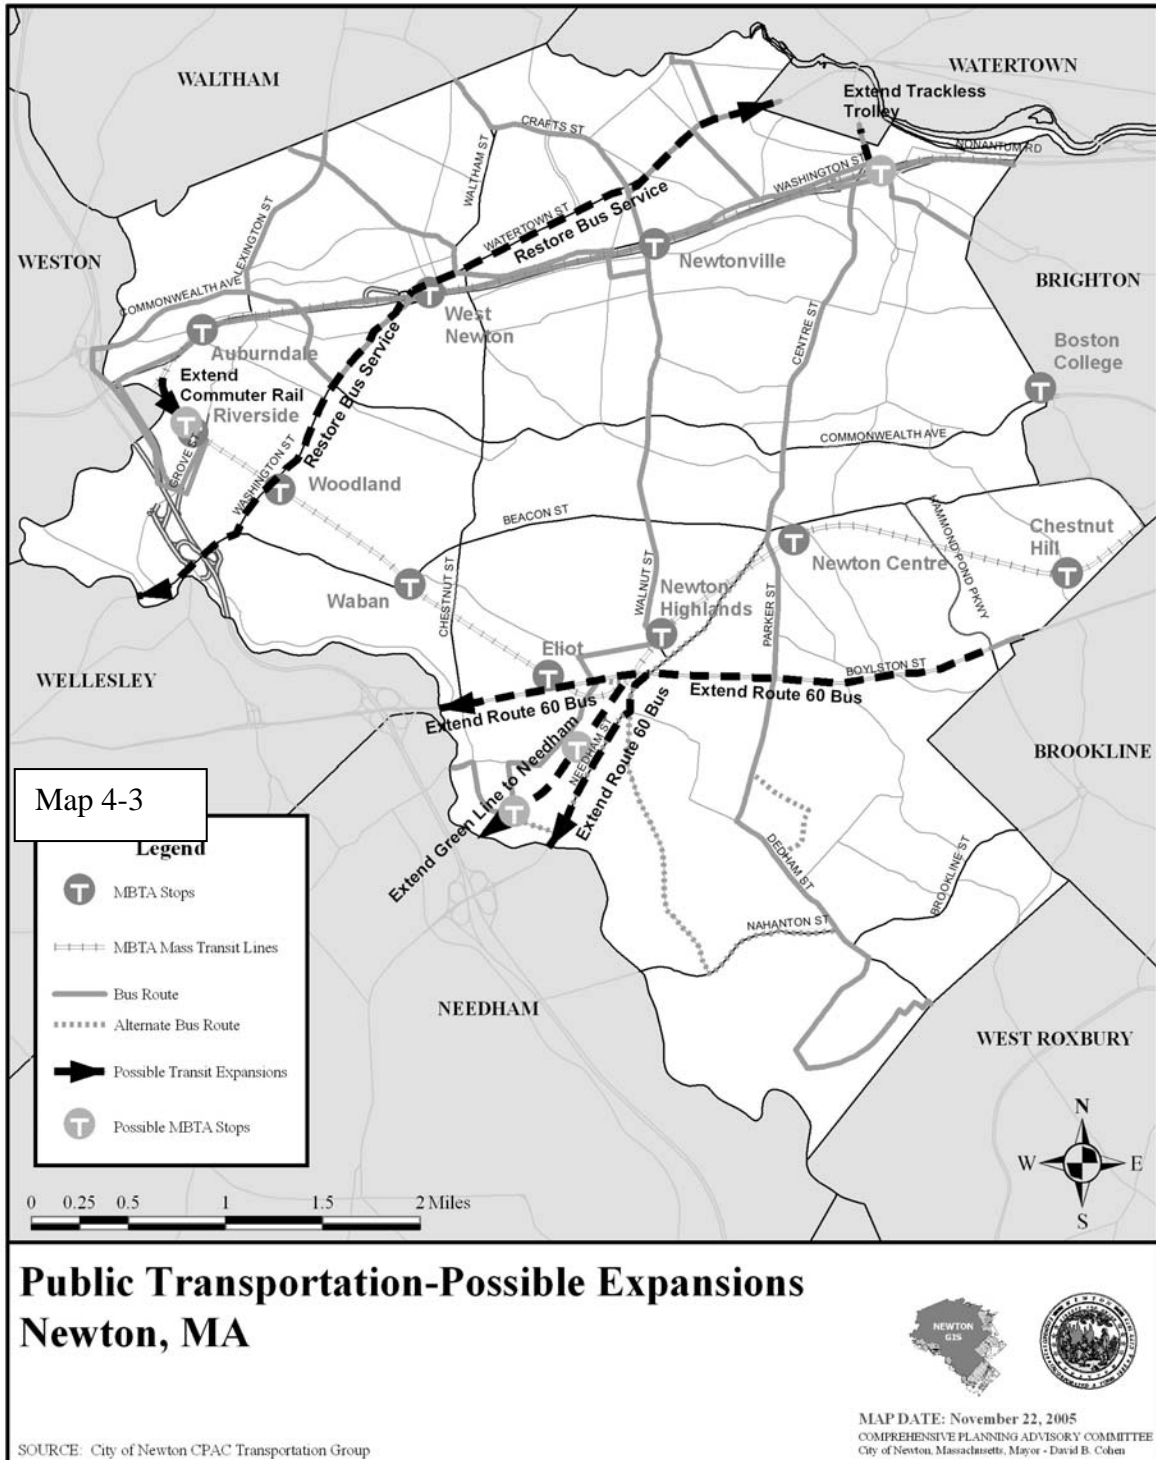 WALTHAM
WATERTOWN
Extend Trackless
Trolley
CRAFTS ST
NONANTUM RD
WALTHAM ST
WASHINGTON ST
WATERTOWN ST
Restore Bus Service
LEXINGTON ST
WESTON
Newtonville
BRIGHTON
COMMONWEALTH AVE
West
Newton
CENTRE ST
Boston
College
Auburndale
Extend
Commuter Rail
Riverside
Restore Bus Service
COMMONWEALTH AVE
GROVE ST
WASHINGTON ST
Woodland
BEACON ST
HAMMOND POND PKWY
Chestnut
Hill
Newton Centre
CHESTNUT ST
WALNUT ST
Newton
Highlands
Waban
PARKER ST
Eliot
WELLESLEY
BOYLSTON ST
Extend Route 60 Bus
Extend Route 60 Bus
NEEDHAM ST
Extend Route 60 Bus
Extend Green Line to Needham
BROOKLINE
Map 4-3
Legend
MBTA Stops
MBTA Mass Transit Lines
Bus Route
Alternate Bus Route
Possible Transit Expansions
Possible MBTA Stops
DEDHAM ST
BROOKLINE ST
NAHANTON ST
NEEDHAM
WEST ROXBURY
N
W E
S
0 0.25 0.5 1 1.5 2 Miles
Public Transportation-Possible Expansions
Newton, MA
NEWTON
GIS
MAP DATE: November 22, 2005
COMPREHENSIVE PLANNING ADVISORY COMMITTEE
City of Newton, Massachusetts, Mayor - David B. Cohen
SOURCE: City of Newton CPAC Transportation Group